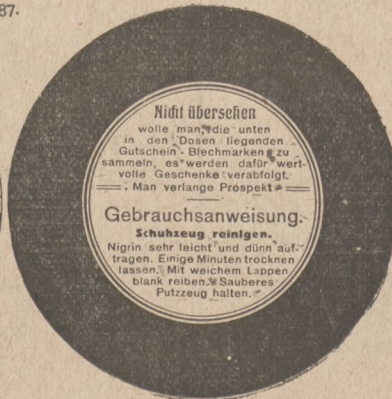 87.
Nicht übersehen
wolle man, die unten
in den Dosen liegenden
Gutschein - Blechmarken zu
sammeln, es werden dafür wert-
volle Geschenke verabfolgt.
Man verlange Prospekt
Gebrauchsanweisung.
Schuhzeug reinigen.
Nigrin sehr leicht und dünn auf-
tragen. Einige Minuten trocknen
lassen. Mit weichem Lappen
blank reiben. Sauberes
Putzzeug halten.